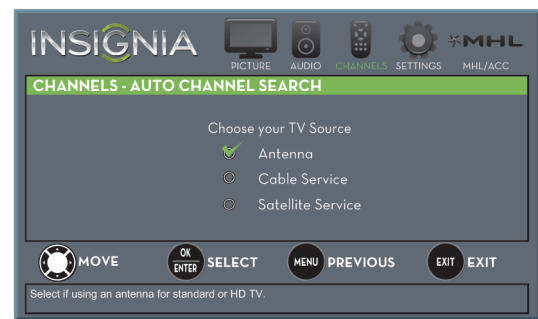 INSIGNIA
PICTURE AUDIO CHANNELS SETTINGS MHL MHL/ACC
CHANNELS - AUTO CHANNEL SEARCH
Choose your TV Source
Antenna
Cable Service
Satellite Service
MOVE OK ENTER SELECT MENU PREVIOUS EXIT EXIT
Select if using an antenna for standard or HD TV.